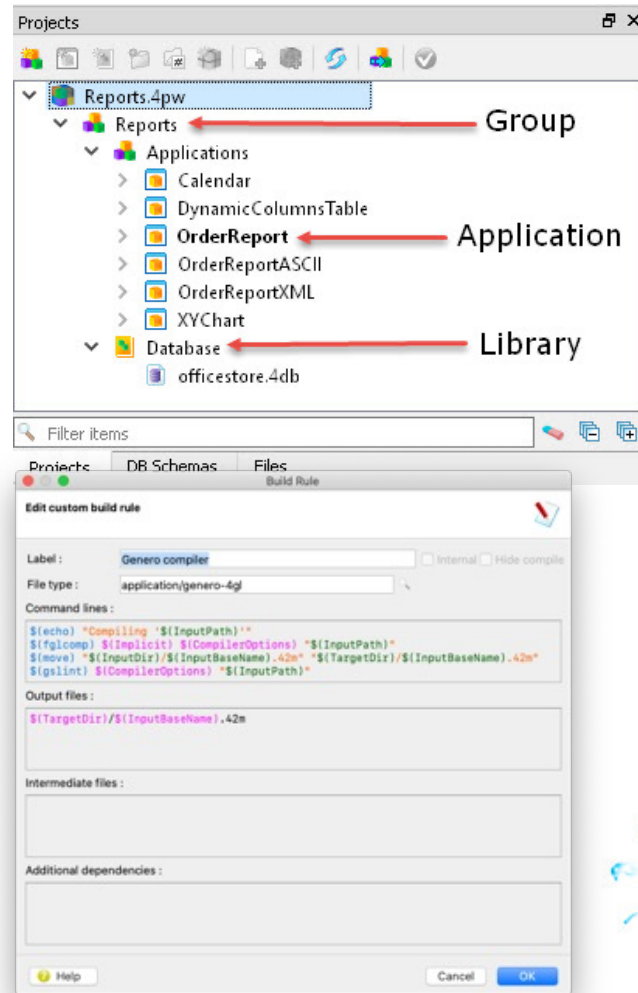 Projects
Reports.4pw
Reports
Group
Applications
Calendar
DynamicColumnsTable
OrderReport
Application
OrderReportASCII
OrderReportXML
XYChart
Database
Library
officestore.4db
Filter items
Projects DB Schemas Files
Build Rule
Edit custom build rule
Label : Genero compiler Internal Hide compile
File type : application/genero-4gl
Command lines :
$(echo) "Compiling '$(InputPath)'"
$(fglcomp) $(Implicit) $(CompilerOptions) "$(InputPath)"
$(move) "$(InputDir)/$(InputBaseName).42m" "$(TargetDir)/$(InputBaseName).42m"
$(gslint) $(CompilerOptions) "$(InputPath)"
Output files :
$(TargetDir)/$(InputBaseName).42m
Intermediate files :
Additional dependencies :
Help Cancel OK